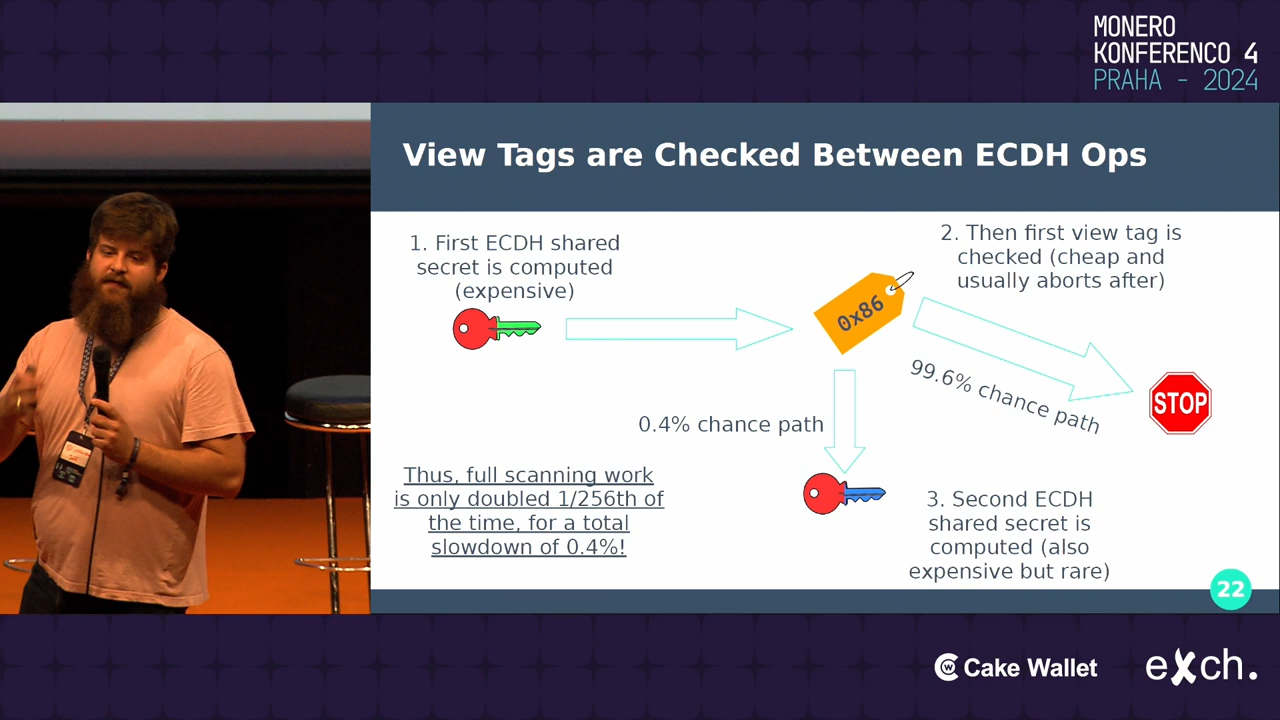 MONERO
KONFERENCO 4
PRAHA - 2024
View Tags are Checked Between ECDH Ops
1. First ECDH shared
secret is computed
(expensive)
2. Then first view tag is
checked (cheap and
usually aborts after)
0x86
99.6% chance path
STOP
0.4% chance path
Thus, full scanning work
is only doubled 1/256th of
the time, for a total
slowdown of 0.4%!
3. Second ECDH
shared secret is
computed (also
expensive but rare)
22
Cake Wallet
exch.